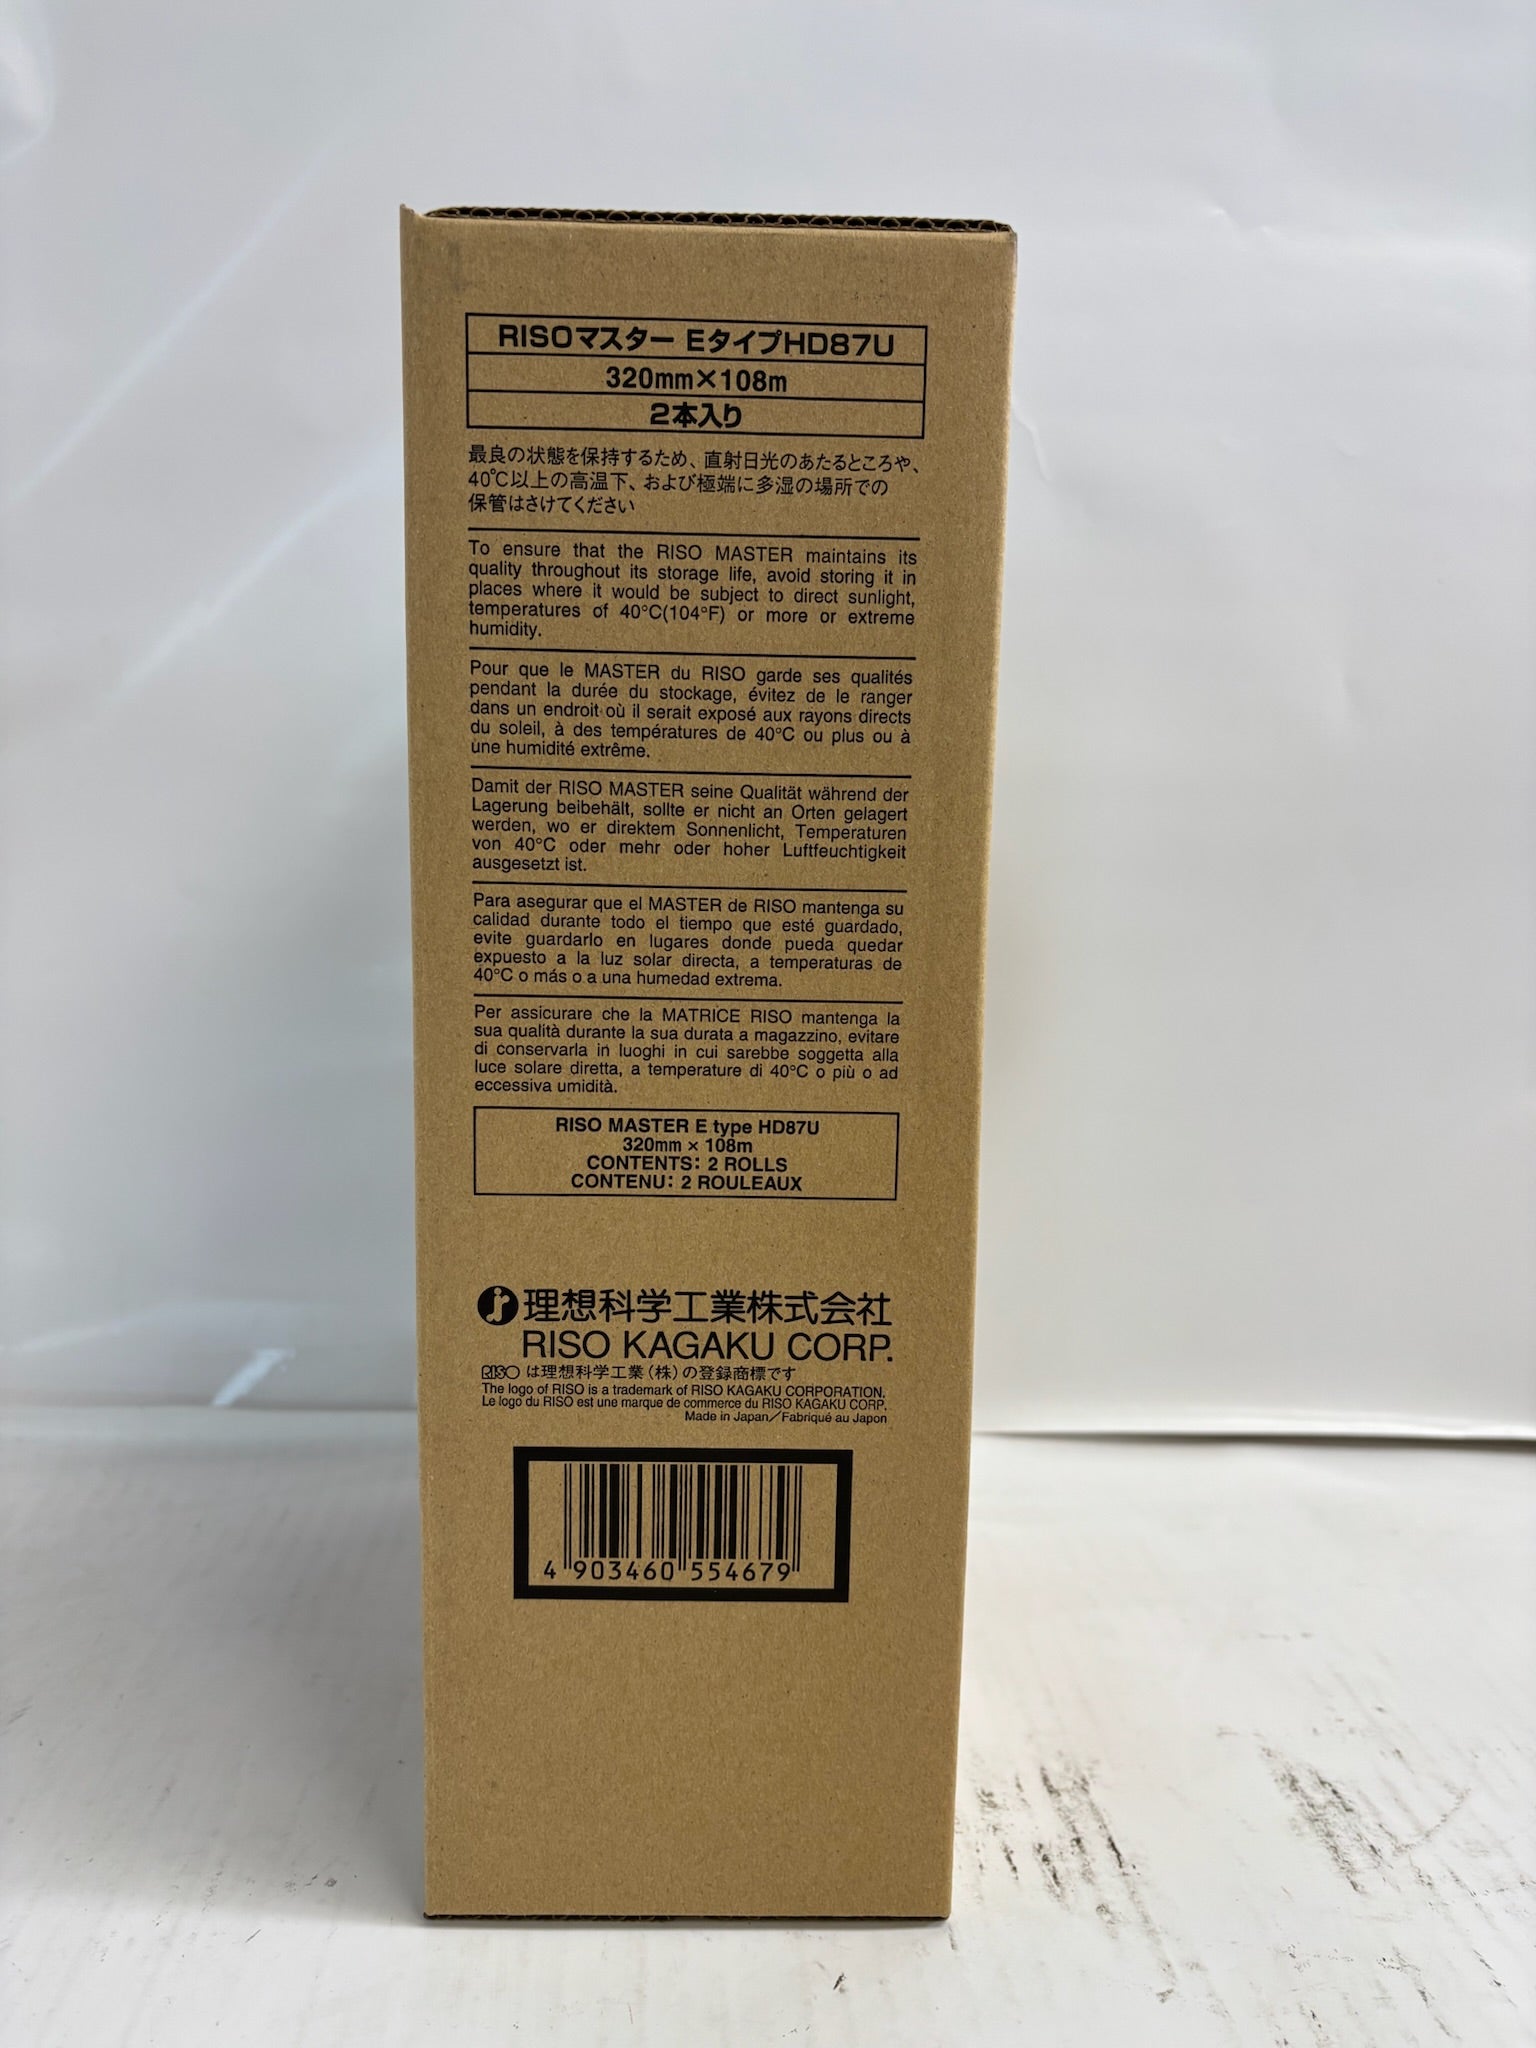 RISOマスター EタイプHD87U
320mm×108m
2本入り
最良の状態を保持するため、直射日光のあたるところや、
40℃以上の高温下、および極端に多湿の場所での
保管はさけてください
To ensure that the RISO MASTER maintains its
quality throughout its storage life, avoid storing it in
places where it would be subject to direct sunlight,
temperatures of 40°C(104°F) or more or extreme
humidity.
Pour que le MASTER du RISO garde ses qualités
pendant la durée du stockage, évitez de le ranger
dans un endroit où il serait exposé aux rayons directs
du soleil, à des températures de 40°C ou plus ou à
une humidité extrême.
Damit der RISO MASTER seine Qualität während der
Lagerung beibehält, sollte er nicht an Orten gelagert
werden, wo er direktem Sonnenlicht, Temperaturen
von 40°C oder mehr oder hoher Luftfeuchtigkeit
ausgesetzt ist.
Para asegurar que el MASTER de RISO mantenga su
calidad durante todo el tiempo que esté guardado,
evite guardarlo en lugares donde pueda quedar
expuesto a la luz solar directa, a temperaturas de
40°C o más o a una humedad extrema.
Per assicurare che la MATRICE RISO mantenga la
sua qualità durante la sua durata a magazzino, evitare
di conservarla in luoghi in cui sarebbe soggetta alla
luce solare diretta, a temperature di 40°C o più o ad
eccessiva umidità.
RISO MASTER E type HD87U
320mm × 108m
CONTENTS: 2 ROLLS
CONTENU: 2 ROULEAUX
理想科学工業株式会社
RISO KAGAKU CORP.
RISO は理想科学工業(株)の登録商標です
The logo of RISO is a trademark of RISO KAGAKU CORPORATION.
Le logo du RISO est une marque de commerce du RISO KAGAKU CORP.
Made in Japan/Fabriqué au Japon
4 903460 554679